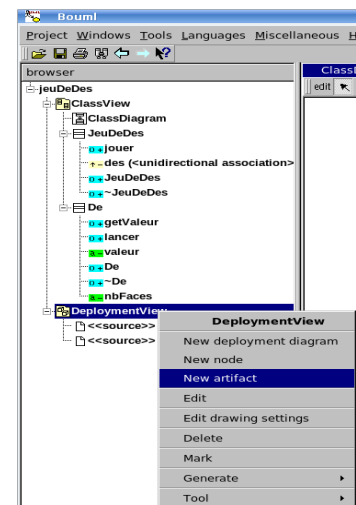 Bouml
Project Windows Tools Languages Miscellaneous H
browser
Class
edit
jeuDeDes
ClassView
ClassDiagram
JeuDeDes
o + jouer
+ - des (<unidirectional association>
o + JeuDeDes
o + ~JeuDeDes
De
o + getValeur
o + lancer
a - valeur
o + De
o + ~De
a - nbFaces
DeploymentView
<<source>>
<<source>>
DeploymentView
New deployment diagram
New node
New artifact
Edit
Edit drawing settings
Delete
Mark
Generate
Tool